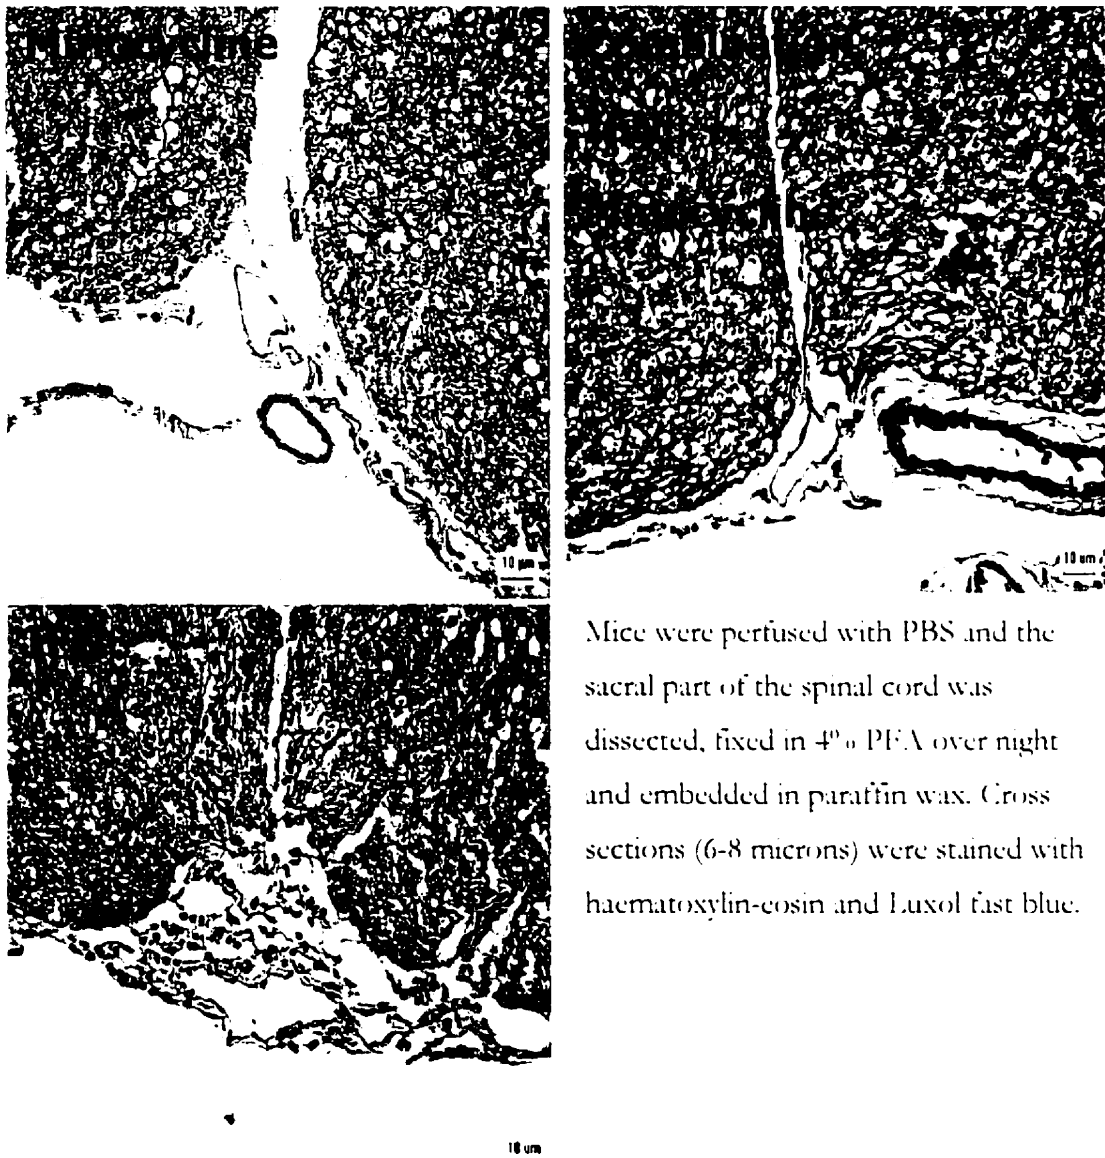 Minocycline
10 µm
10 um
Mice were perfused with PBS and the
sacral part of the spinal cord was
dissected, fixed in 4% PFA over night
and embedded in paraffin wax. Cross
sections (6-8 microns) were stained with
haematoxylin-eosin and Luxol fast blue.
10 um